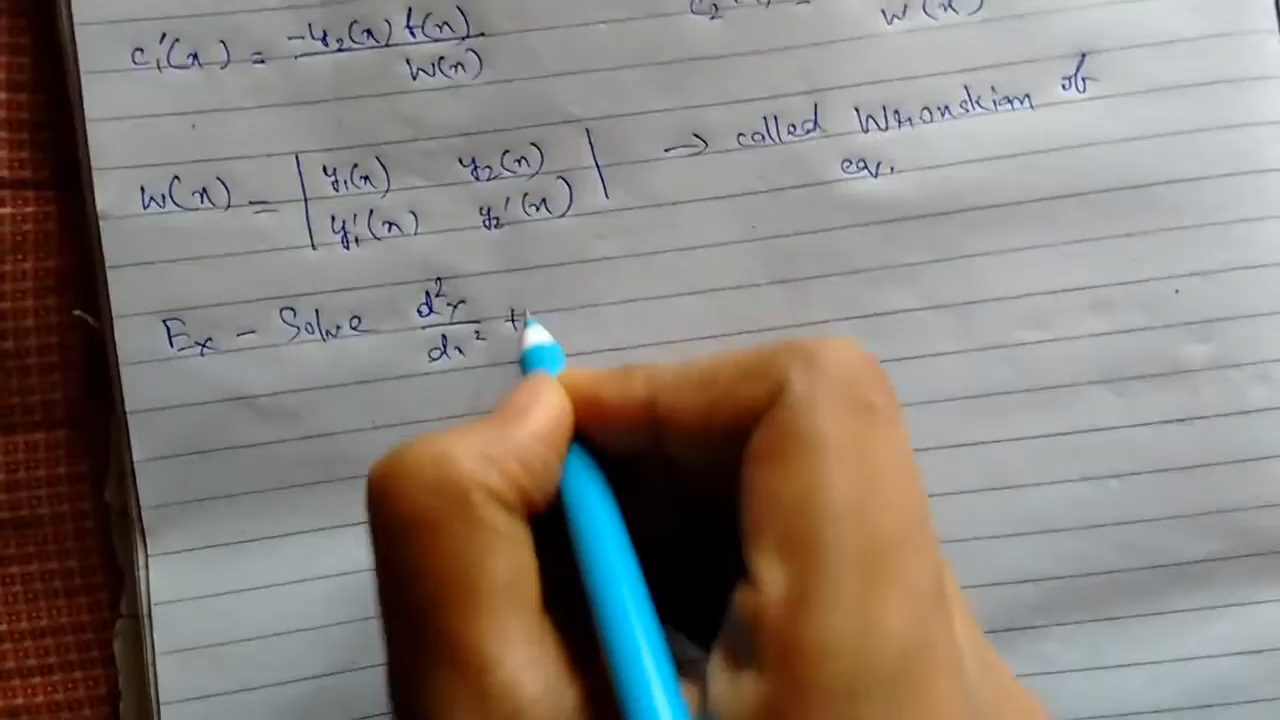 c₁'(x) = -y₂(x) f(x) / W(x)
W(x)
W(x) = | y₁(x) y₂(x) | → called Wronskian of
| y₁'(x) y₂'(x) | eq.
Ex - Solve d²y/dx² +